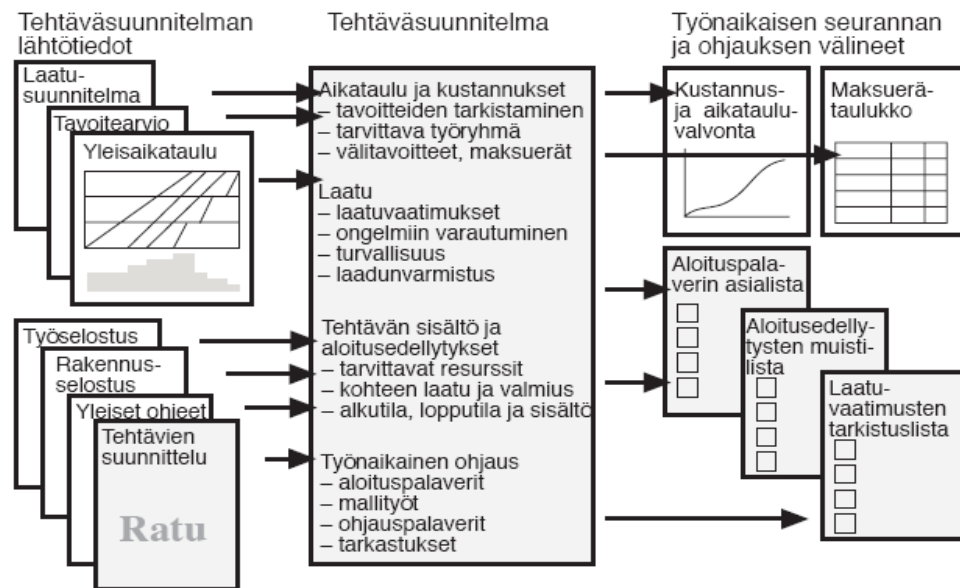 Tehtäväsuunnitelman
lähtötiedot
Laatu-
suunnitelma
Tavoitearvio
Yleisaikataulu
Työselostus
Rakennus-
selostus
Yleiset ohjeet
Tehtävien
suunnittelu
Ratu
Tehtäväsuunnitelma
Aikataulu ja kustannukset
– tavoitteiden tarkistaminen
– tarvittava työryhmä
– välitavoitteet, maksuerät
Laatu
– laatuvaatimukset
– ongelmiin varautuminen
– turvallisuus
– laadunvarmistus
Tehtävän sisältö ja
aloitusedellytykset
– tarvittavat resurssit
– kohteen laatu ja valmius
– alkutila, lopputila ja sisältö
Työnaikainen ohjaus
– aloituspalaverit
– mallityöt
– ohjauspalaverit
– tarkastukset
Työnaikaisen seurannan
ja ohjauksen välineet
Kustannus-
ja aikataulu-
valvonta
Maksuerä-
taulukko
Aloituspala-
verin asialista
Aloitusedelly-
tysten muisti-
lista
Laatu-
vaatimusten
tarkistuslista